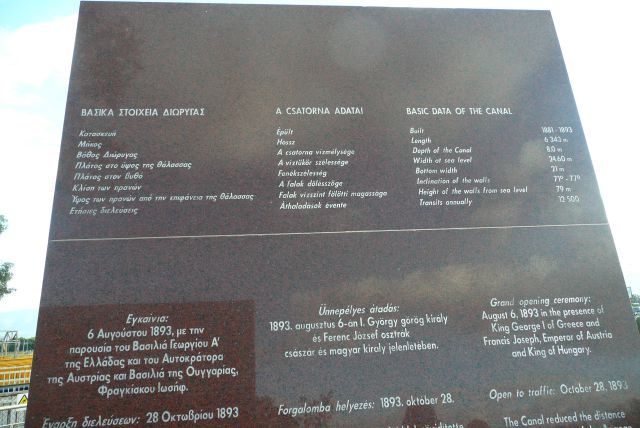 ΒΑΣΙΚΑ ΣΤΟΙΧΕΙΑ ΔΙΩΡΥΓΑΣ
Κατασκευή
Μήκος
Βάθος Διώρυγας
Πλάτος στο ύψος της θάλασσας
Πλάτος στον βυθό
Κλίση των πρανών
Ύψος των πρανών από την επιφάνεια της θάλασσας
Ετήσιες διελεύσεις
A CSATORNA ADATAI
Épült
Hossz
A csatorna vízmélysége
A víztükör szélessége
Fenékszélesség
A falak dőlésszöge
Falak vízszint fölötti magassága
Áthaladások évente
BASIC DATA OF THE CANAL
Built 1881 - 1893
Length 6 343 m
Depth of the Canal 8.0 m
Width at sea level 24.60 m
Bottom width 21 m
Inclination of the walls 71º - 77º
Height of the walls from sea level 79 m
Transits annually 12 500
Εγκαίνια:
6 Αυγούστου 1893, με την
παρουσία του Βασιλιά Γεωργίου Α'
της Ελλάδας και του Αυτοκράτορα
της Αυστρίας και Βασιλιά της Ουγγαρίας,
Φραγκίσκου Ιωσήφ.
Έναρξη διελεύσεων: 28 Οκτωβρίου 1893
Ünnepélyes átadás:
1893. augusztus 6-án I. György görög király
és Ferenc József osztrák
császár és magyar király jelenlétében.
Forgalomba helyezés: 1893. október 28.
Grand opening ceremony:
August 6, 1893 in the presence of
King George I of Greece and
Francis Joseph, Emperor of Austria
and King of Hungary.
Open to traffic: October 28, 1893
The Canal reduced the distance